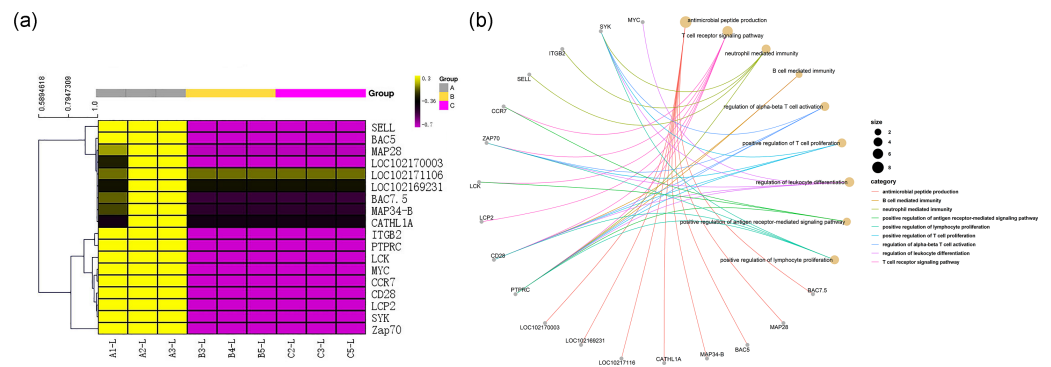 (a)
0.5894618
0.7947309
1.0
0.3
-0.36
-0.7
Group
A
B
C
Group
SELL
BAC5
MAP28
LOC102170003
LOC102171106
LOC102169231
BAC7.5
MAP34-B
CATHL1A
ITGB2
PTPRC
LCK
MYC
CCR7
CD28
LCP2
SYK
Zap70
A1-L
A2-L
A3-L
B3-L
B4-L
B5-L
C2-L
C3-L
C5-L
(b)
MYC
SYK
ITGB2
SELL
CCR7
ZAP70
LCK
LCP2
CD28
PTPRC
LOC102170003
LOC102169231
LOC10217116
CATHL1A
MAP34-B
BAC5
MAP28
BAC7.5
antimicrobial peptide production
T cell receptor signaling pathway
neutrophil mediated immunity
B cell mediated immunity
regulation of alpha-beta T cell activation
positive regulation of T cell proliferation
regulation of leukocyte differentiation
positive regulation of antigen receptor-mediated signaling pathway
positive regulation of lymphocyte proliferation
size
2
4
6
8
category
antimicrobial peptide production
B cell mediated immunity
neutrophil mediated immunity
positive regulation of antigen receptor-mediated signaling pathway
positive regulation of lymphocyte proliferation
positive regulation of T cell proliferation
regulation of alpha-beta T cell activation
regulation of leukocyte differentiation
T cell receptor signaling pathway